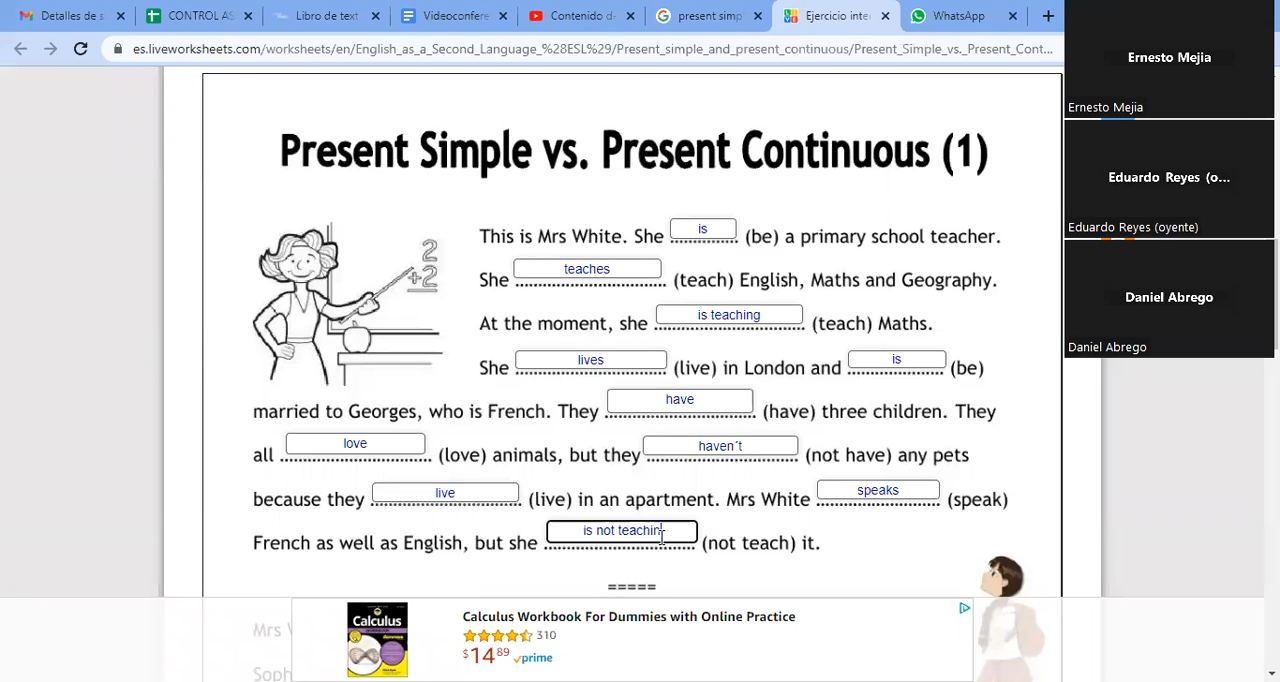 Detalles de s
CONTROL AS
Libro de text
Videoconfere
Contenido d
present simp
Ejercicio inter
WhatsApp
es.liveworksheets.com/worksheets/en/English_as_a_Second_Language_%28ESL%29/Present_simple_and_present_continuous/Present_Simple_vs._Present_Cont...
Present Simple vs. Present Continuous (1)
2
+2
This is Mrs White. She is (be) a primary school teacher.
She teaches (teach) English, Maths and Geography.
At the moment, she is teaching (teach) Maths.
She lives (live) in London and is (be)
married to Georges, who is French. They have (have) three children. They
all love (love) animals, but they haven´t (not have) any pets
because they live (live) in an apartment. Mrs White speaks (speak)
French as well as English, but she is not teachin (not teach) it.
=====
Mrs W
Soph
Calculus
Calculus Workbook For Dummies with Online Practice
310
$14 89 prime
Ernesto Mejia
Ernesto Mejia
Eduardo Reyes (o...
Eduardo Reyes (oyente)
Daniel Abrego
Daniel Abrego